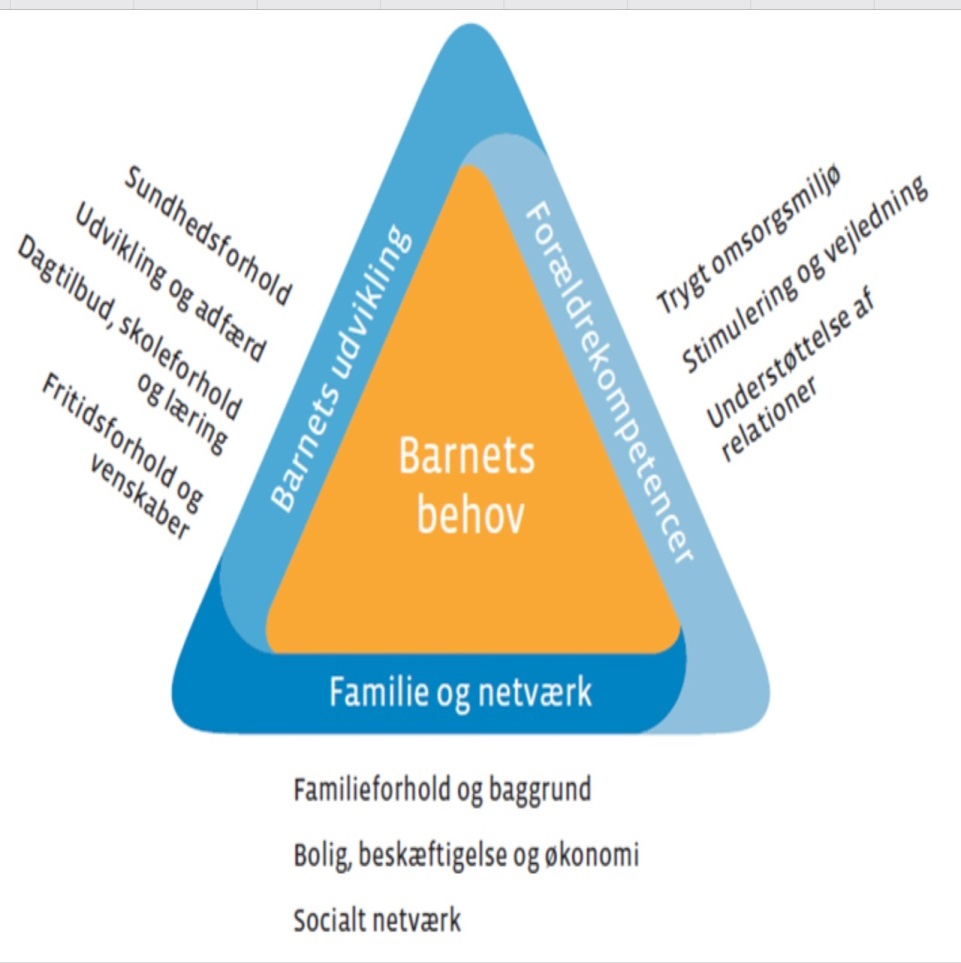 Sundhedsforhold
Udvikling og adfærd
Dagtilbud, skoleforhold
og læring
Fritidsforhold og
venskaber
Barnets udvikling
Forældrekompetencer
Trygt omsorgsmiljø
Stimulering og vejledning
Understøttelse af
relationer
Barnets
behov
Familie og netværk
Familieforhold og baggrund
Bolig, beskæftigelse og økonomi
Socialt netværk